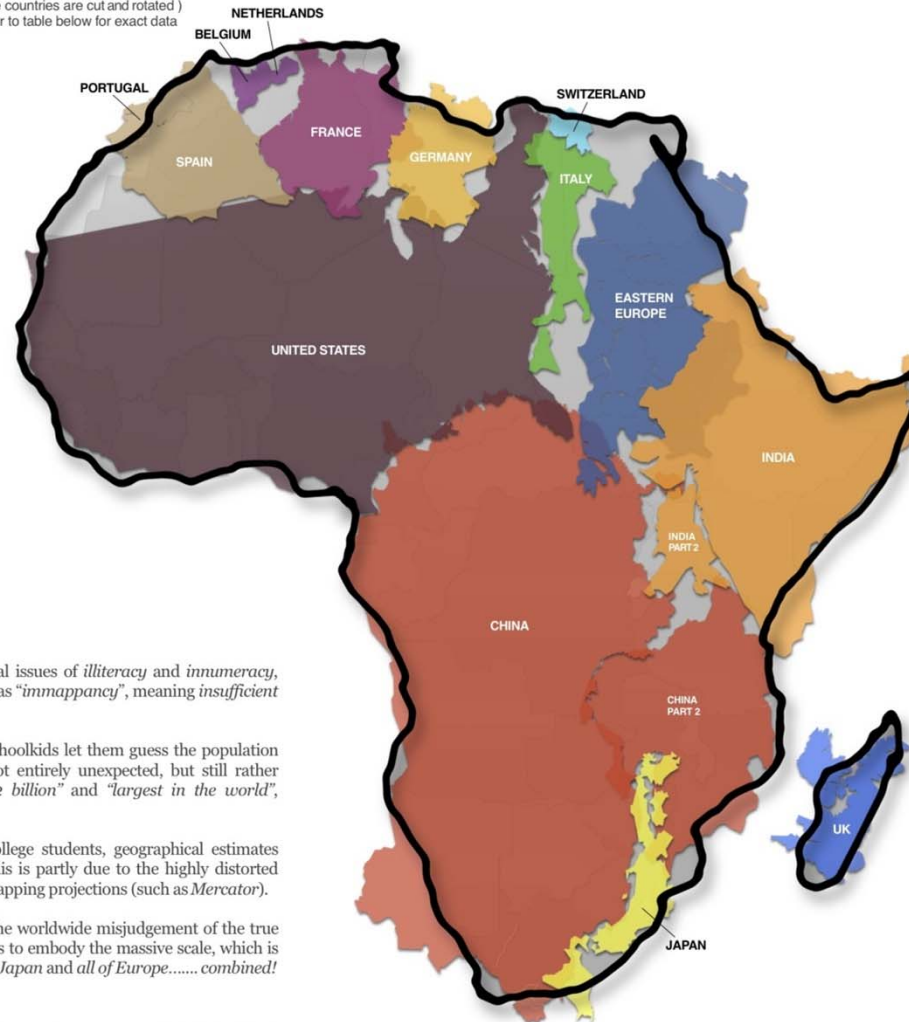 e countries are cut and rotated )
r to table below for exact data
NETHERLANDS
BELGIUM
PORTUGAL
SWITZERLAND
FRANCE
GERMANY
SPAIN
ITALY
EASTERN
EUROPE
UNITED STATES
INDIA
INDIA
PART 2
CHINA
CHINA
PART 2
UK
JAPAN
al issues of illiteracy and innumeracy,
as “immappancy”, meaning insufficient
hoolkids let them guess the population
ot entirely unexpected, but still rather
e billion” and “largest in the world”,
ollege students, geographical estimates
his is partly due to the highly distorted
apping projections (such as Mercator).
he worldwide misjudgement of the true
s to embody the massive scale, which is
Japan and all of Europe....... combined!